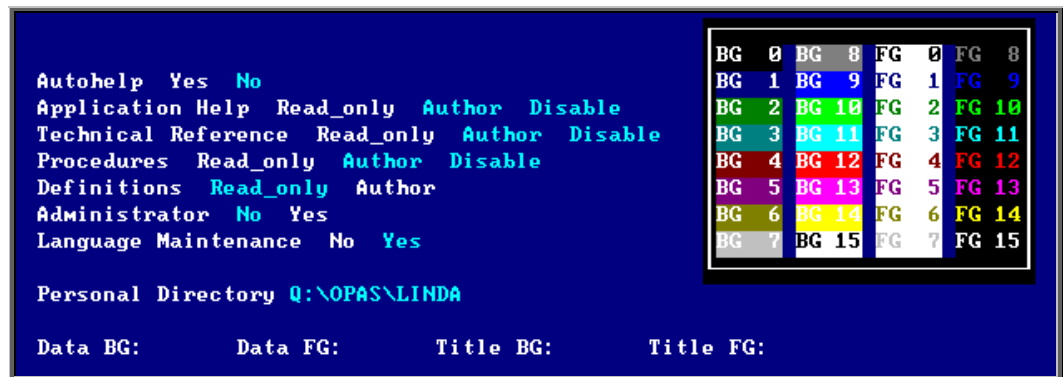 BG 0 BG 8 FG 0 FG 8
Autohelp Yes No BG 1 BG 9 FG 1 FG 9
Application Help Read_only Author Disable BG 2 BG 10 FG 2 FG 10
Technical Reference Read_only Author Disable BG 3 BG 11 FG 3 FG 11
Procedures Read_only Author Disable BG 4 BG 12 FG 4 FG 12
Definitions Read_only Author BG 5 BG 13 FG 5 FG 13
Administrator No Yes BG 6 BG 14 FG 6 FG 14
Language Maintenance No Yes BG 7 BG 15 FG 7 FG 15
Personal Directory Q:\OPAS\LINDA
Data BG: Data FG: Title BG: Title FG: